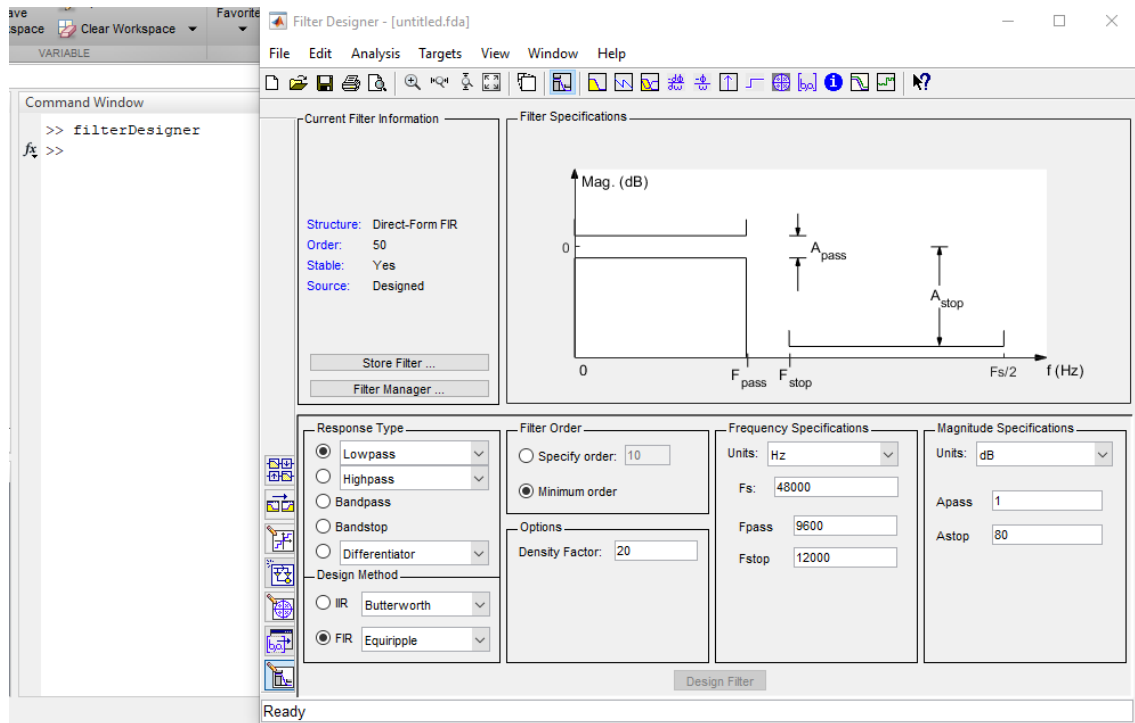 ave
space
Clear Workspace
Favorite
VARIABLE
Command Window
>> filterDesigner
fx >>
Filter Designer - [untitled.fda]
File Edit Analysis Targets View Window Help
Current Filter Information
Structure: Direct-Form FIR
Order: 50
Stable: Yes
Source: Designed
Store Filter ...
Filter Manager ...
Filter Specifications
Mag. (dB)
0
Apass
Astop
0
Fpass
Fstop
Fs/2
f (Hz)
Response Type
Lowpass
Highpass
Bandpass
Bandstop
Differentiator
Design Method
IIR Butterworth
FIR Equiripple
Filter Order
Specify order: 10
Minimum order
Options
Density Factor: 20
Frequency Specifications
Units: Hz
Fs: 48000
Fpass 9600
Fstop 12000
Magnitude Specifications
Units: dB
Apass 1
Astop 80
Design Filter
Ready